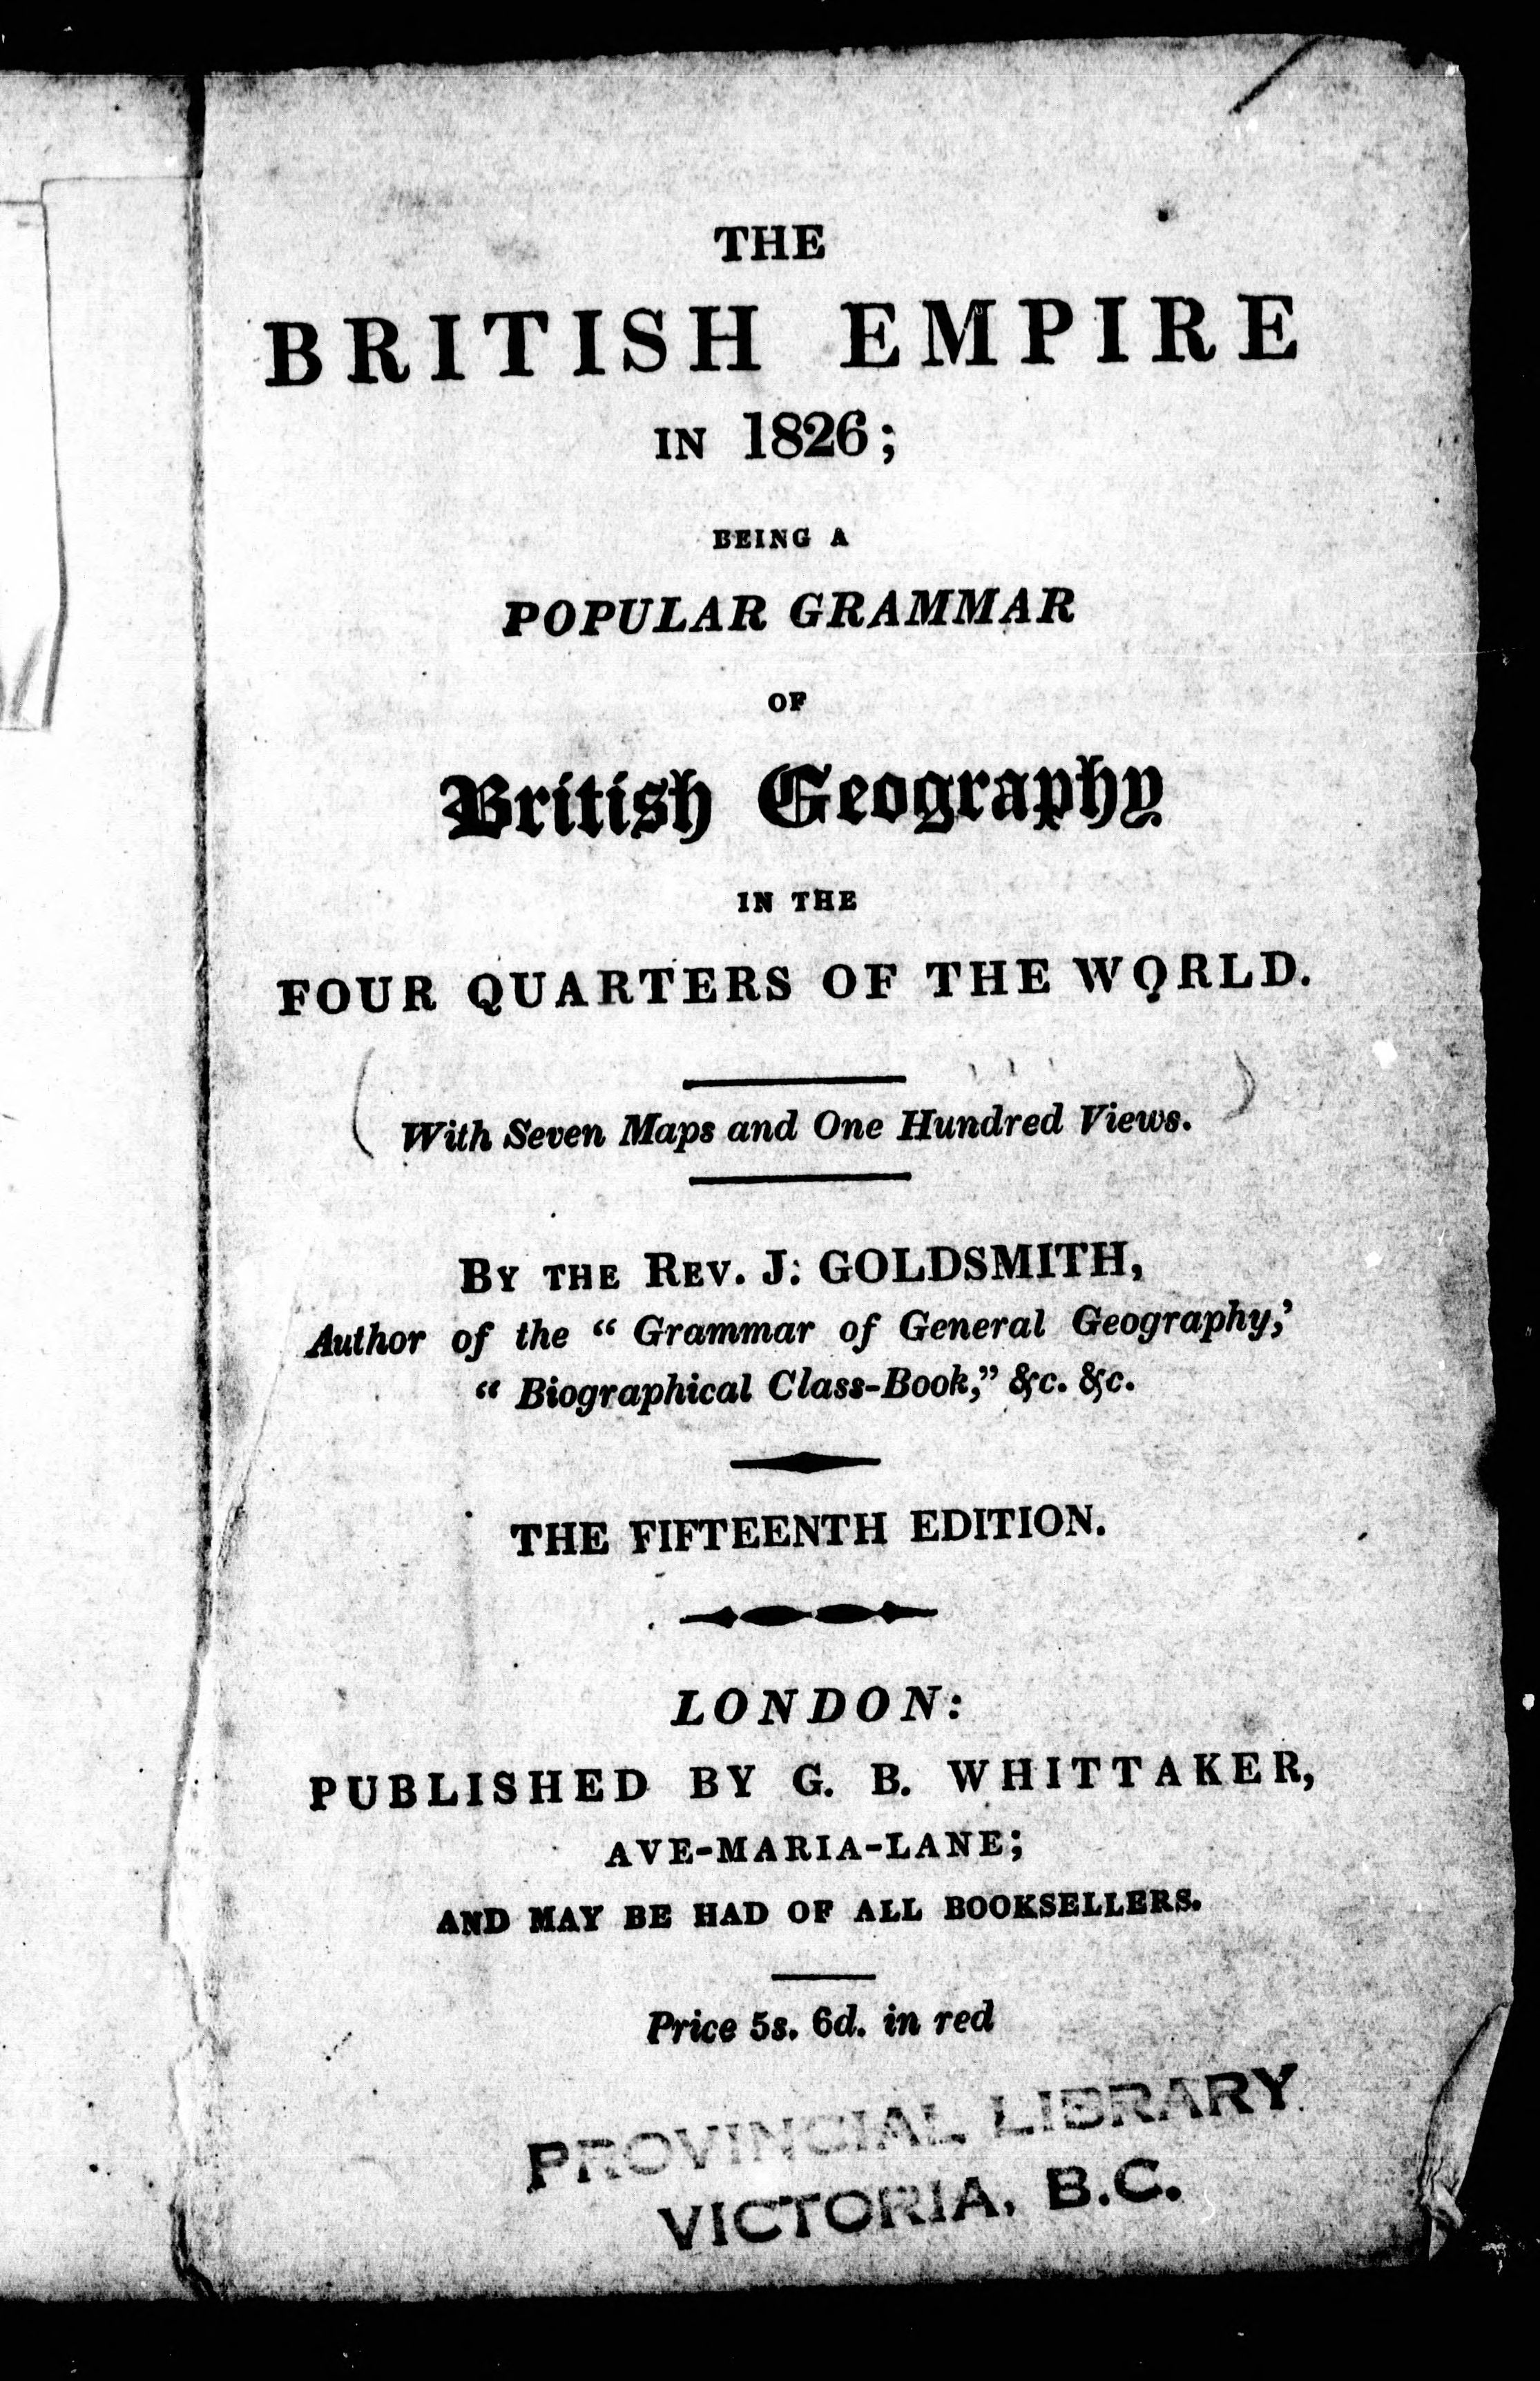 THE
BRITISH EMPIRE
IN 1826;
BEING A
POPULAR GRAMMAR
OF
British Geography
IN THE
FOUR QUARTERS OF THE WORLD.
With Seven Maps and One Hundred Views.
BY THE REV. J. GOLDSMITH,
Author of the “ Grammar of General Geography,’
“ Biographical Class-Book,” &c. &c.
THE FIFTEENTH EDITION.
LONDON:
PUBLISHED BY G. B. WHITTAKER,
AVE-MARIA-LANE;
AND MAY BE HAD OF ALL BOOKSELLERS.
Price 5s. 6d. in red
PROVINCIAL LIBRARY
VICTORIA, B.C.